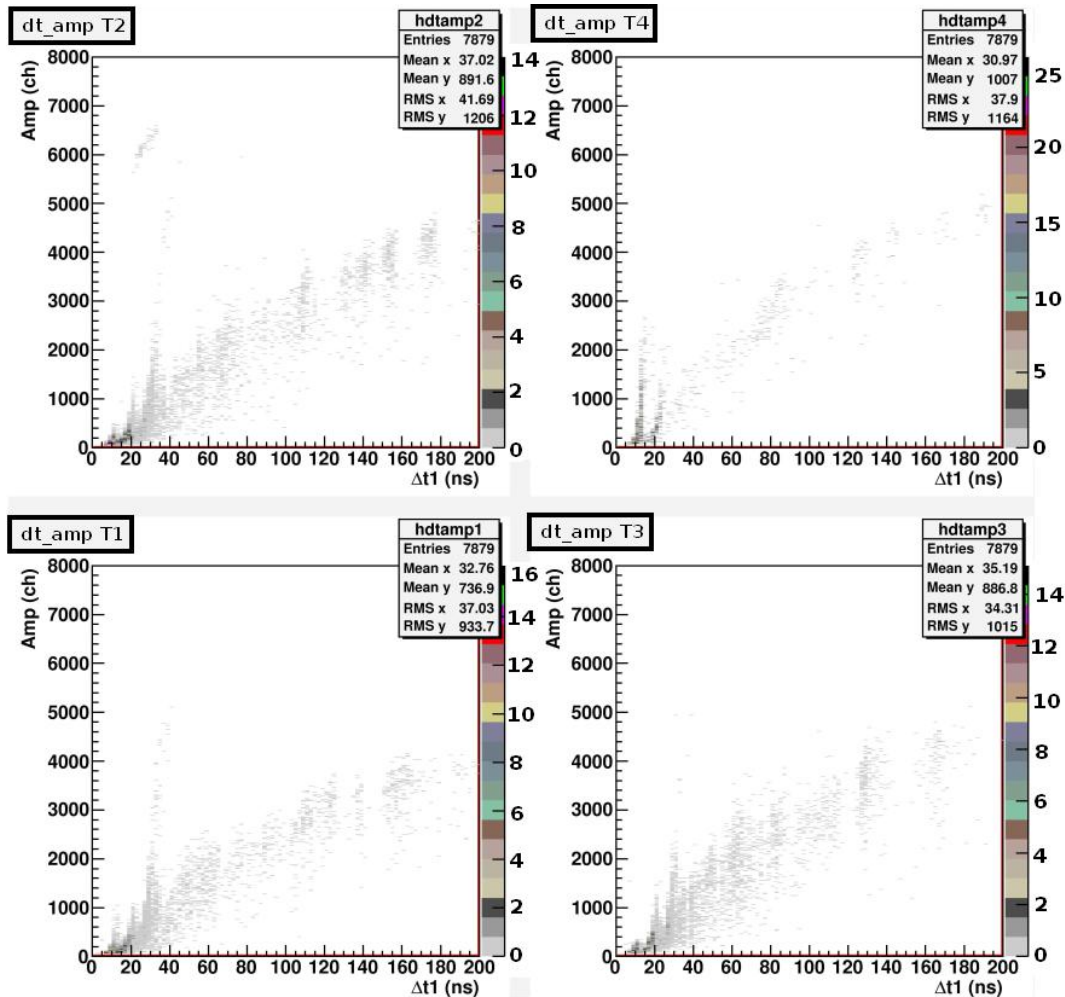 dt_amp T2
hdtamp2
Entries 7879
Mean x 37.02
Mean y 891.6
RMS x 41.69
RMS y 1206
Amp (ch)
8000
7000
6000
5000
4000
3000
2000
1000
0
0 20 40 60 80 100 120 140 160 180 200
Δt1 (ns)
14
12
10
8
6
4
2
0
dt_amp T4
hdtamp4
Entries 7879
Mean x 30.97
Mean y 1007
RMS x 37.9
RMS y 1164
Amp (ch)
8000
7000
6000
5000
4000
3000
2000
1000
0
0 20 40 60 80 100 120 140 160 180 200
Δt1 (ns)
25
20
15
10
5
0
dt_amp T1
hdtamp1
Entries 7879
Mean x 32.76
Mean y 736.9
RMS x 37.03
RMS y 933.7
Amp (ch)
8000
7000
6000
5000
4000
3000
2000
1000
0
0 20 40 60 80 100 120 140 160 180 200
Δt1 (ns)
16
14
12
10
8
6
4
2
0
dt_amp T3
hdtamp3
Entries 7879
Mean x 35.19
Mean y 886.8
RMS x 34.31
RMS y 1015
Amp (ch)
8000
7000
6000
5000
4000
3000
2000
1000
0
0 20 40 60 80 100 120 140 160 180 200
Δt1 (ns)
14
12
10
8
6
4
2
0